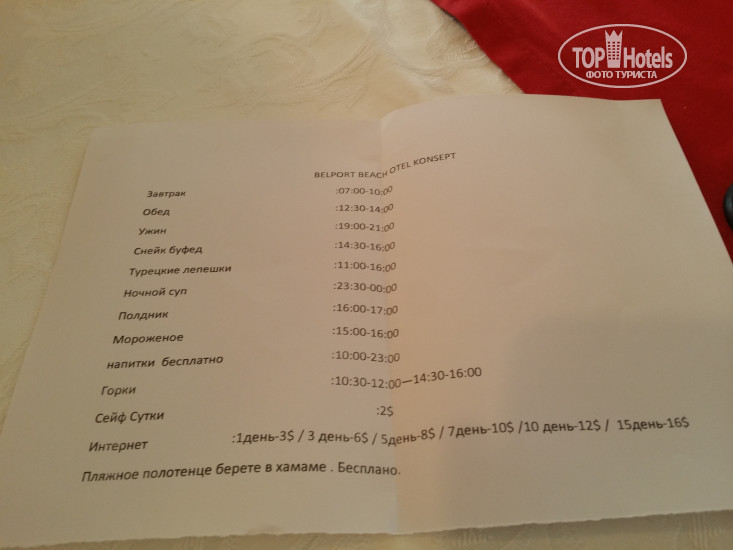 TOP Hotels
ФОТО ТУРИСТА
BELPORT BEACH OTEL KONSEPT
Завтрак :07:00-10:00
Обед :12:30-14:00
Ужин :19:00-21:00
Снейк буфед :14:30-16:00
Турецкие лепешки :11:00-16:00
Ночной суп :23:30-00:00
Полдник :16:00-17:00
Мороженое :15:00-16:00
напитки бесплатно :10:00-23:00
Горки :10:30-12:00—14:30-16:00
Сейф Сутки :2$
Интернет :1день-3$ / 3 день-6$ / 5день-8$ / 7день-10$ /10 день-12$ / 15день-16$
Пляжное полотенце берете в хамаме . Бесплано.